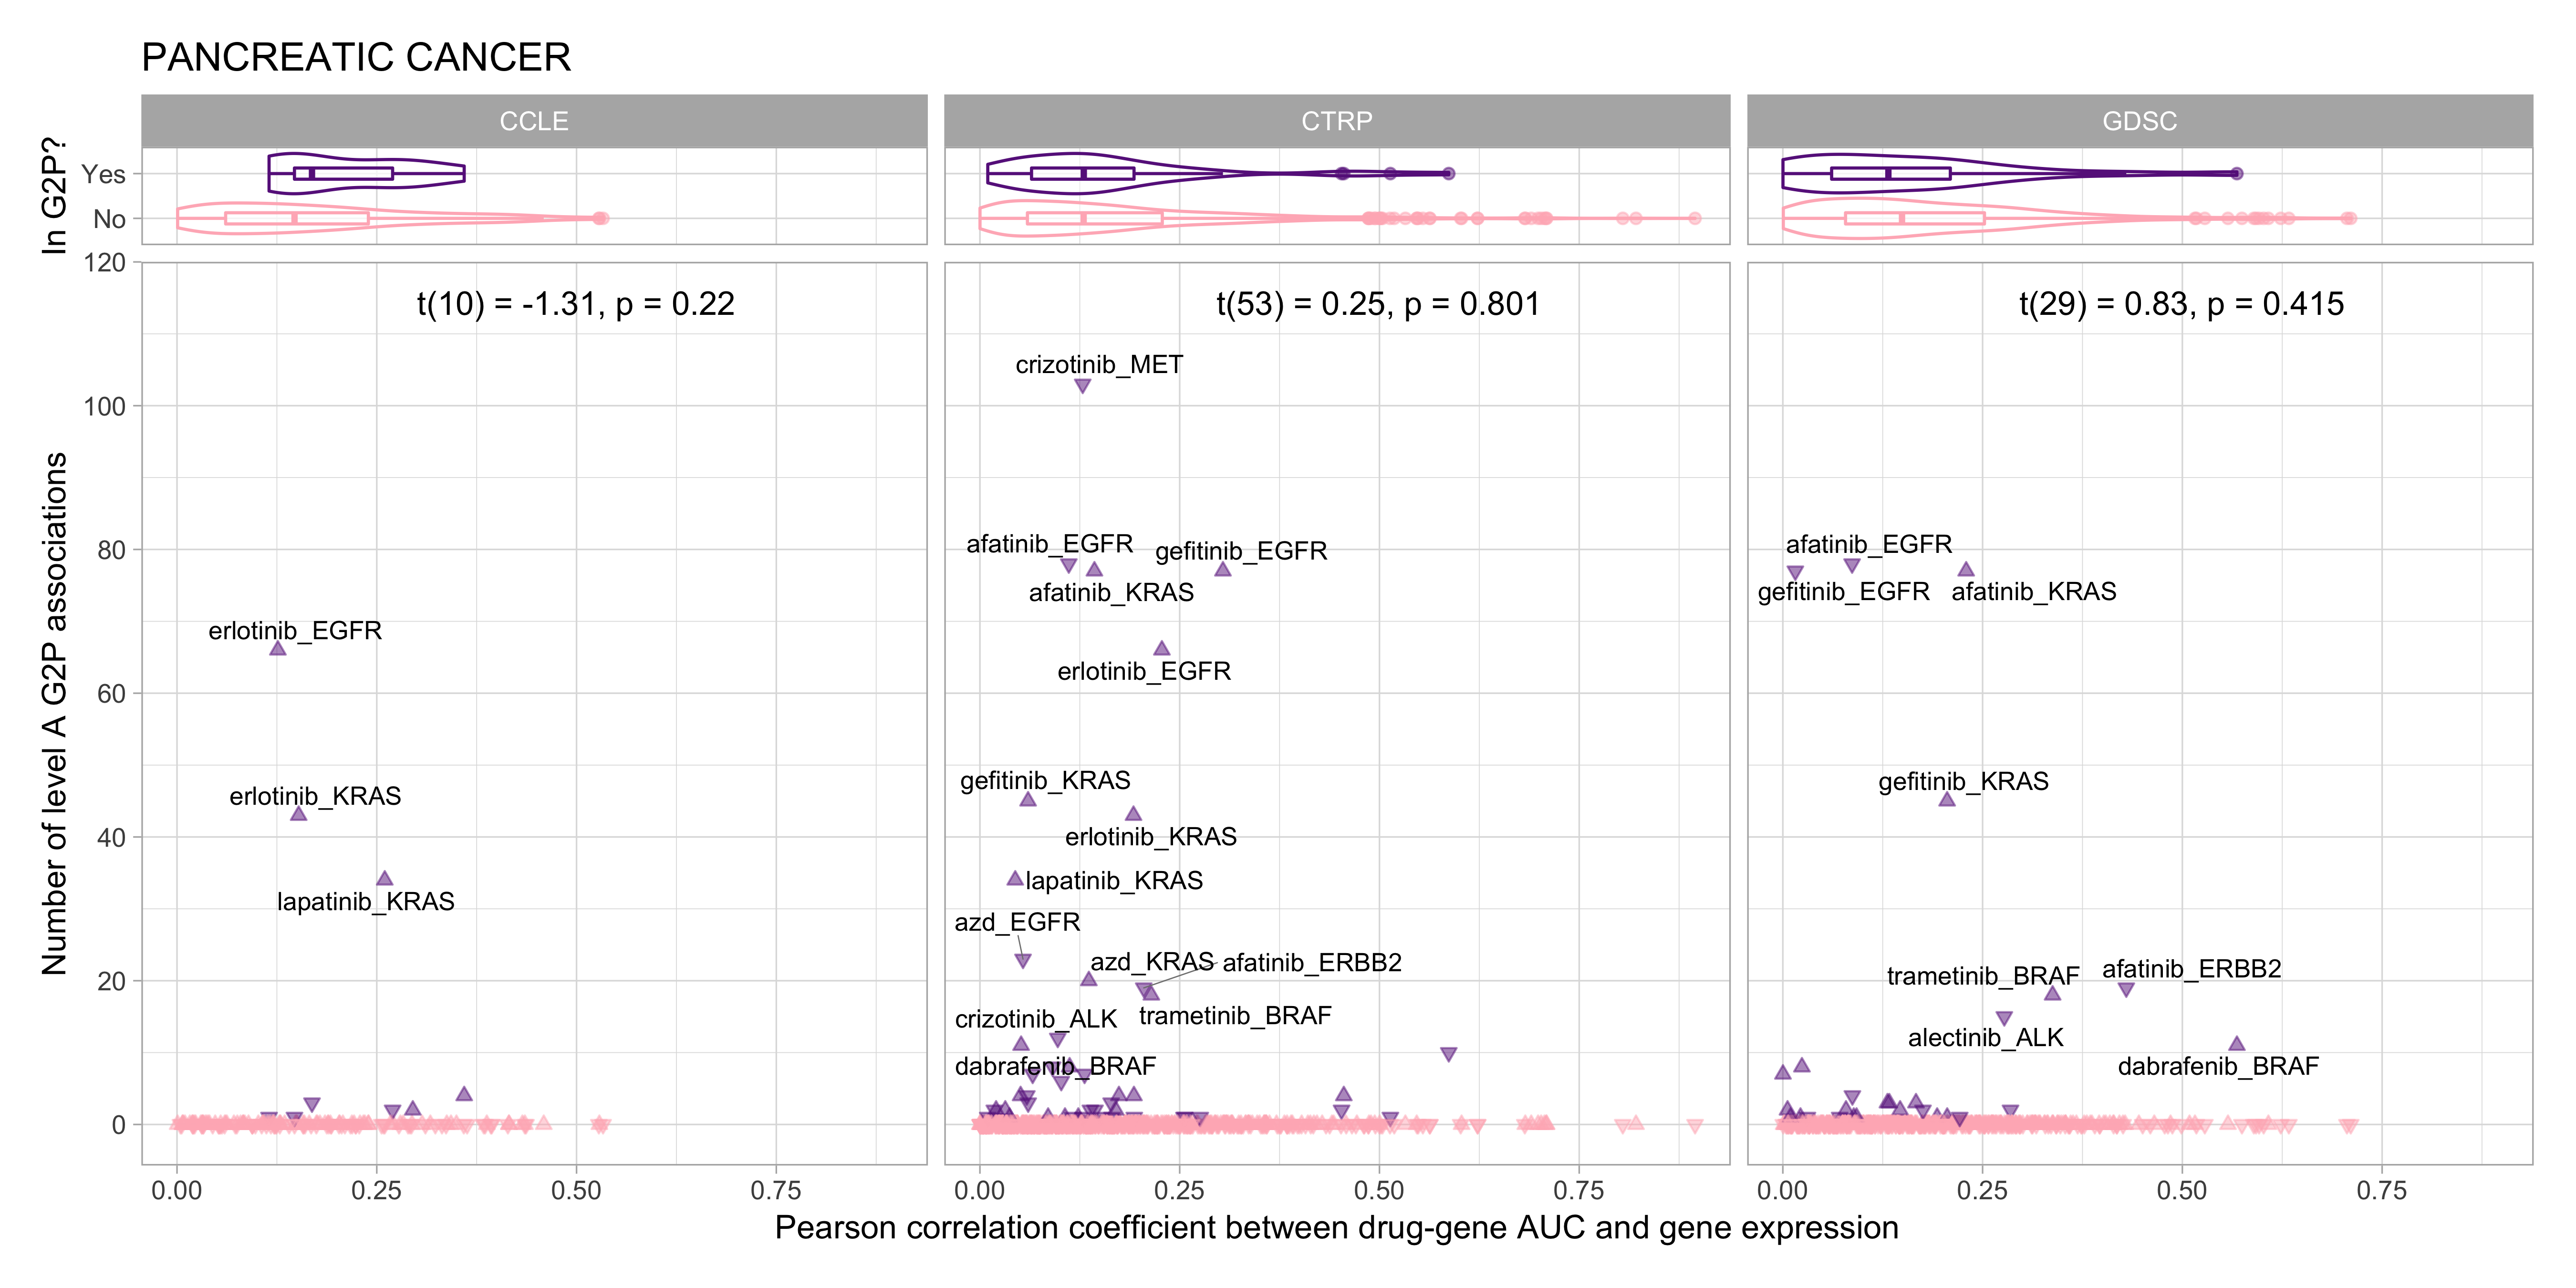 PANCREATIC CANCER
CCLE
CTRP
GDSC
In G2P?
Yes
No
Number of level A G2P associations
120
100
80
60
40
20
0
t(10) = -1.31, p = 0.22
erlotinib_EGFR
erlotinib_KRAS
lapatinib_KRAS
t(53) = 0.25, p = 0.801
crizotinib_MET
afatinib_EGFR
gefitinib_EGFR
afatinib_KRAS
erlotinib_EGFR
gefitinib_KRAS
erlotinib_KRAS
lapatinib_KRAS
azd_EGFR
azd_KRAS
afatinib_ERBB2
crizotinib_ALK
trametinib_BRAF
dabrafenib_BRAF
t(29) = 0.83, p = 0.415
afatinib_EGFR
gefitinib_EGFR
afatinib_KRAS
gefitinib_KRAS
trametinib_BRAF
afatinib_ERBB2
alectinib_ALK
dabrafenib_BRAF
0.00 0.25 0.50 0.75
0.00 0.25 0.50 0.75
0.00 0.25 0.50 0.75
Pearson correlation coefficient between drug-gene AUC and gene expression